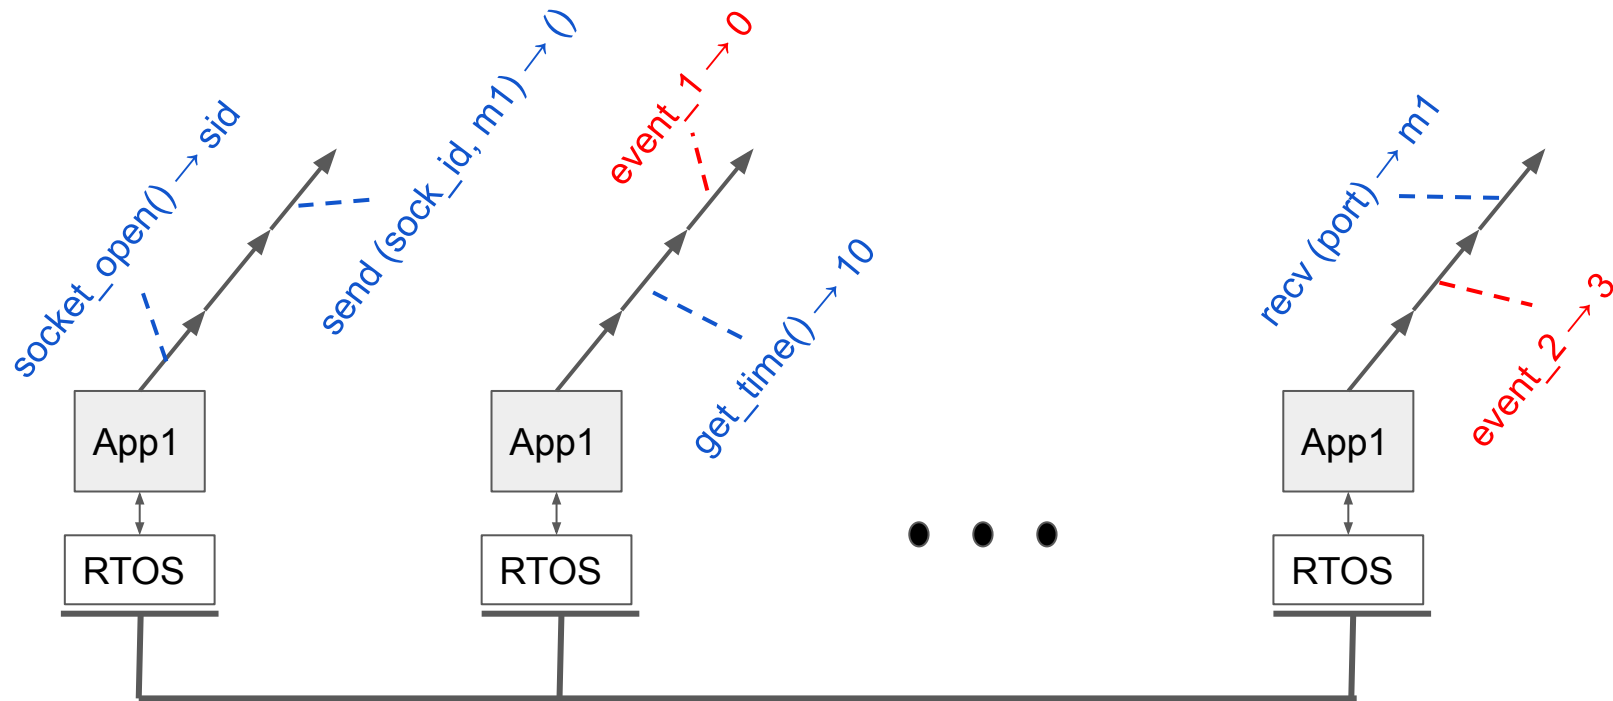 socket_open() → sid
send (sock_id, m1) → ()
event_1 → 0
get_time() → 10
recv (port) → m1
event_2 → 3
App1
App1
App1
RTOS
RTOS
RTOS